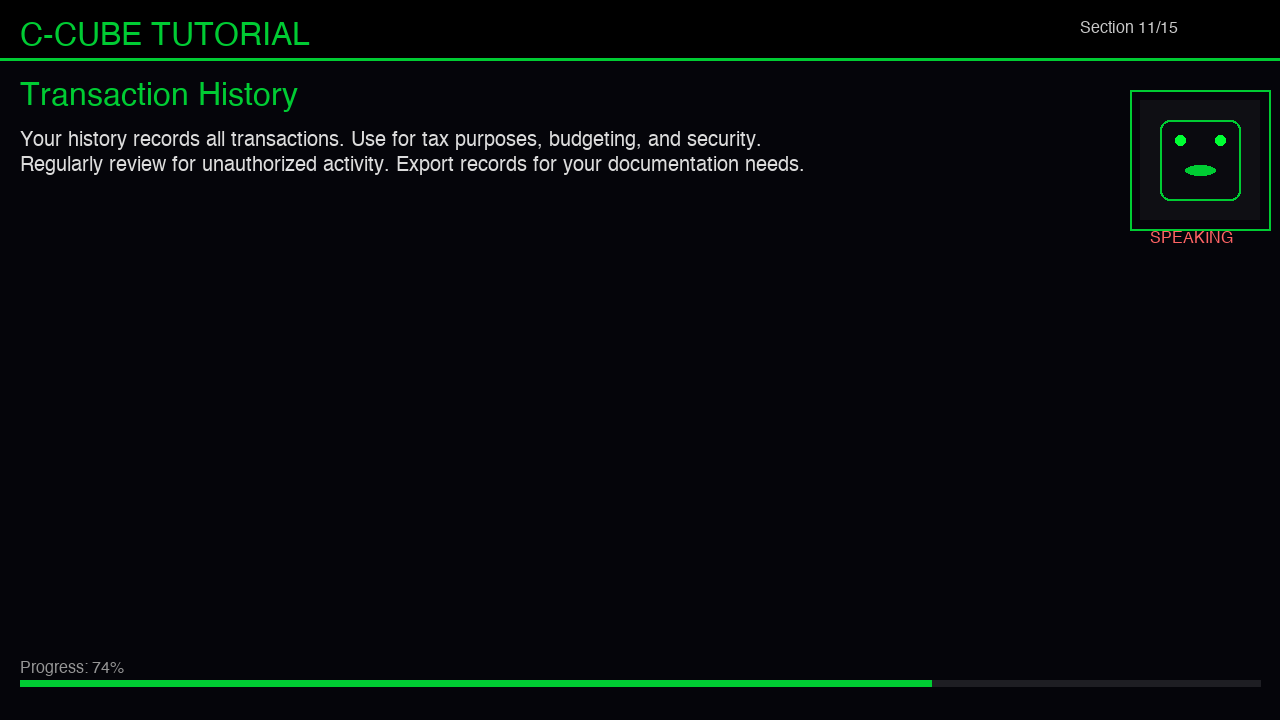 C-CUBE TUTORIAL
Section 11/15
Transaction History
Your history records all transactions. Use for tax purposes, budgeting, and security.
Regularly review for unauthorized activity. Export records for your documentation needs.
SPEAKING
Progress: 74%